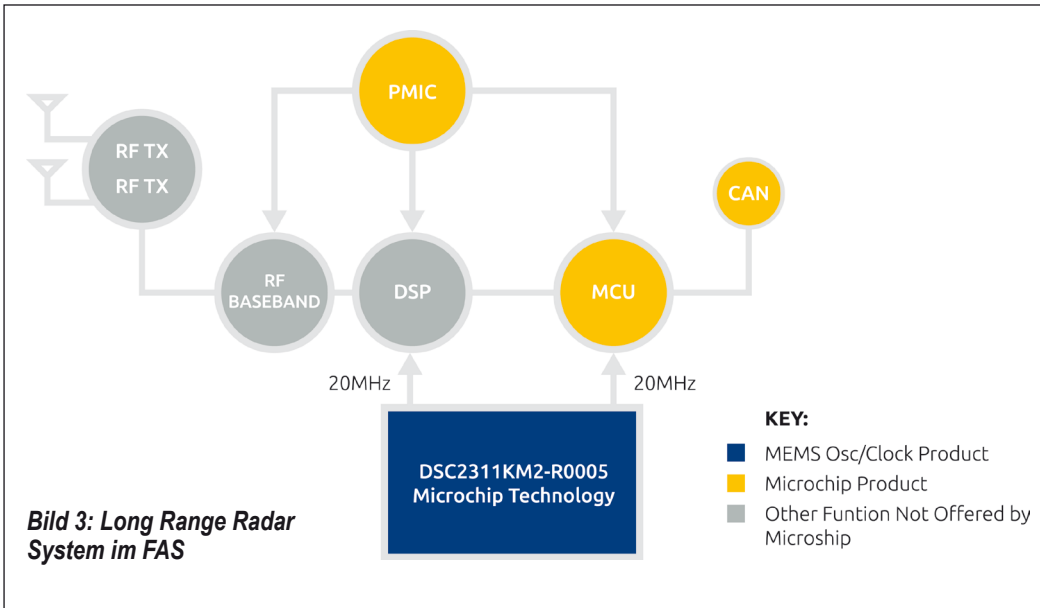 PMIC
RF TX
RF TX
CAN
RF
BASEBAND
DSP
MCU
20MHz
20MHz
DSC2311KM2-R0005
Microchip Technology
KEY:
MEMS Osc/Clock Product
Microchip Product
Other Funtion Not Offered by
Microship
Bild 3: Long Range Radar
System im FAS